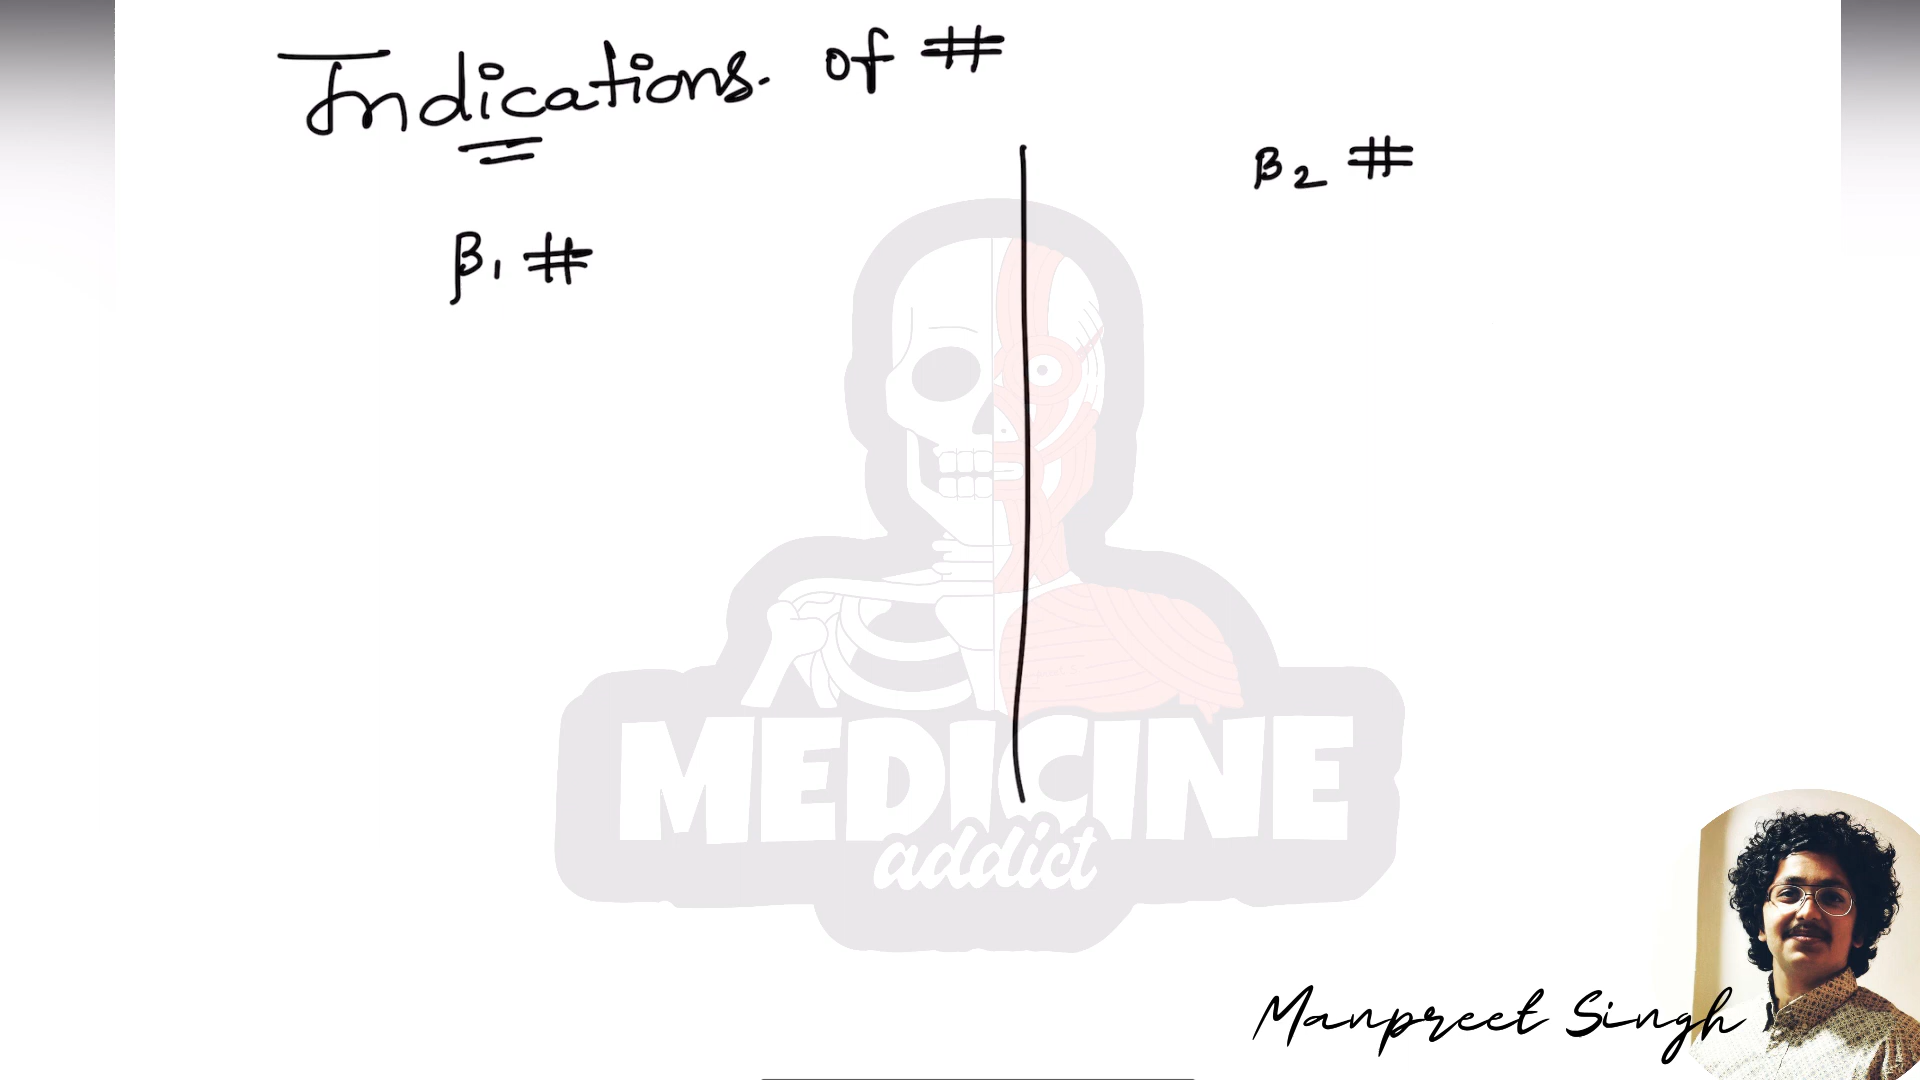 Indications. of #
β2 #
β1 #
MEDICINE
addict
Manpreet Singh